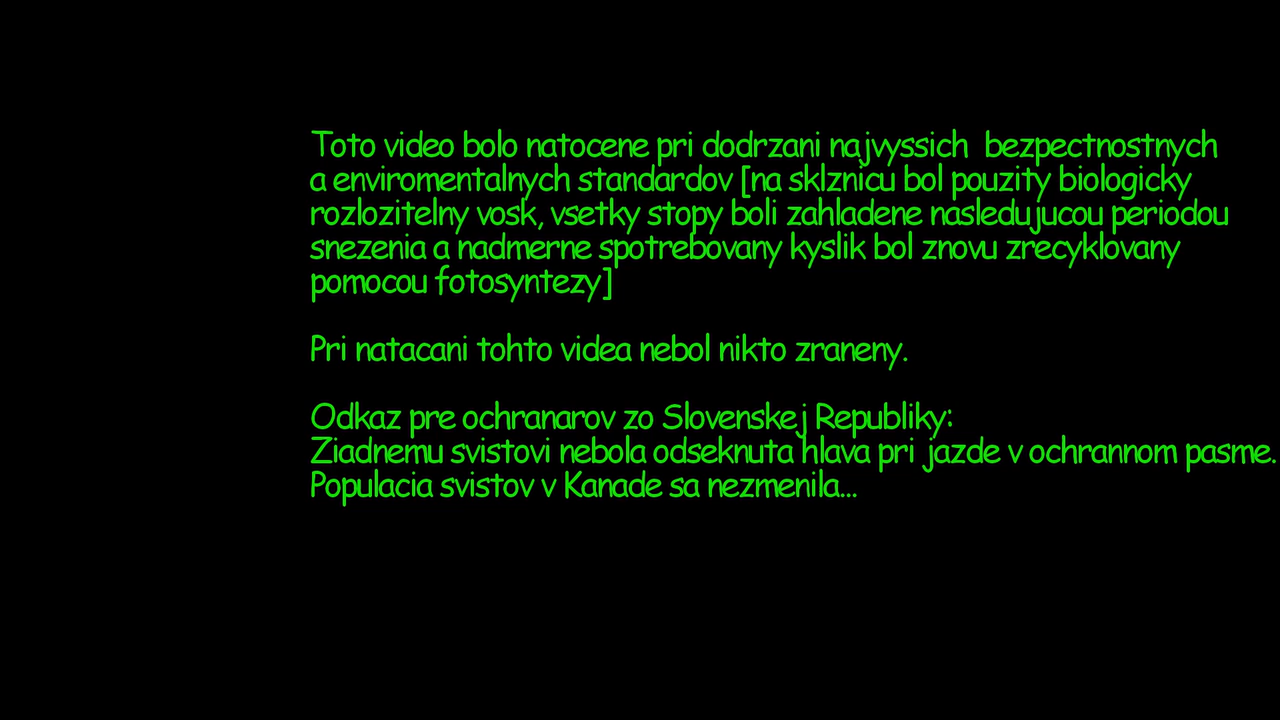 Toto video bolo natocene pri dodrzani najvyssich  bezpectnostnych
a enviromentalnych standardov [na sklznicu bol pouzity biologicky
rozlozitelny vosk, vsetky stopy boli zahladene nasledujucou periodou
snezenia a nadmerne spotrebovany kyslik bol znovu zrecyklovany
pomocou fotosyntezy]
Pri natacani tohto videa nebol nikto zraneny.
Odkaz pre ochranarov zo Slovenskej Republiky:
Ziadnemu svistovi nebola odseknuta hlava pri jazde v ochrannom pasme.
Populacia svistov v Kanade sa nezmenila...